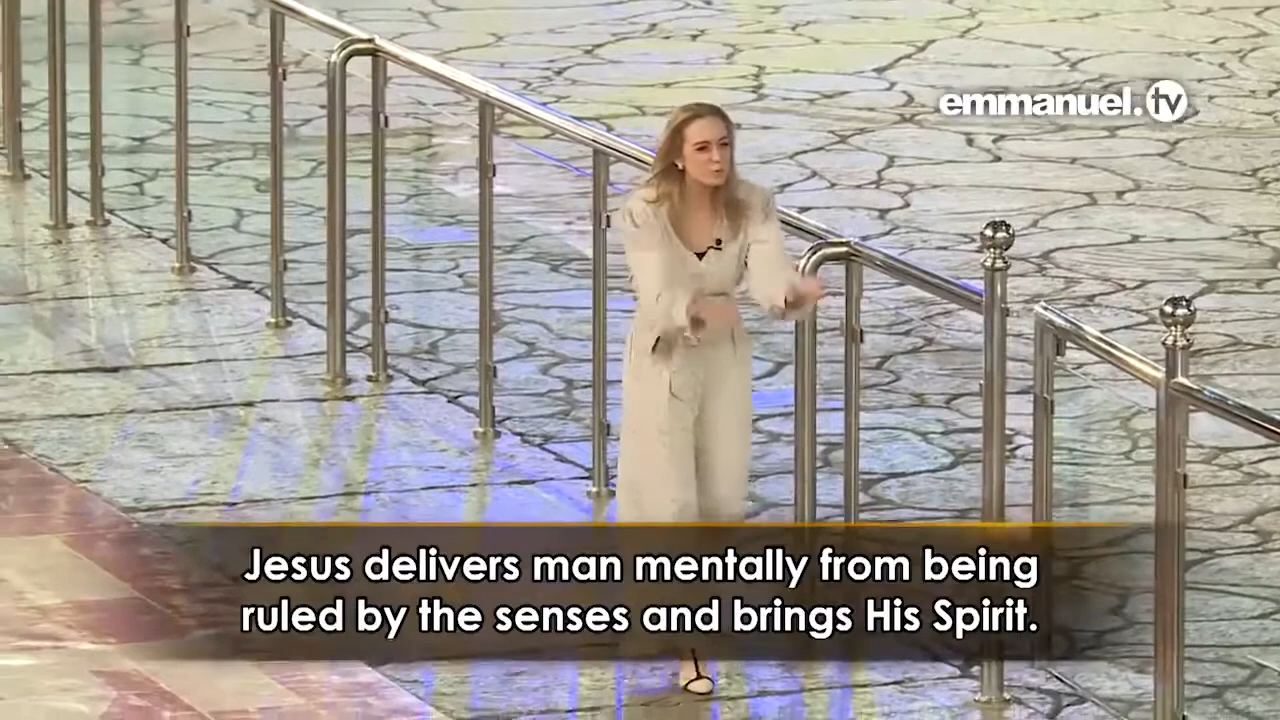 emmanuel.tv
Jesus delivers man mentally from being
ruled by the senses and brings His Spirit.